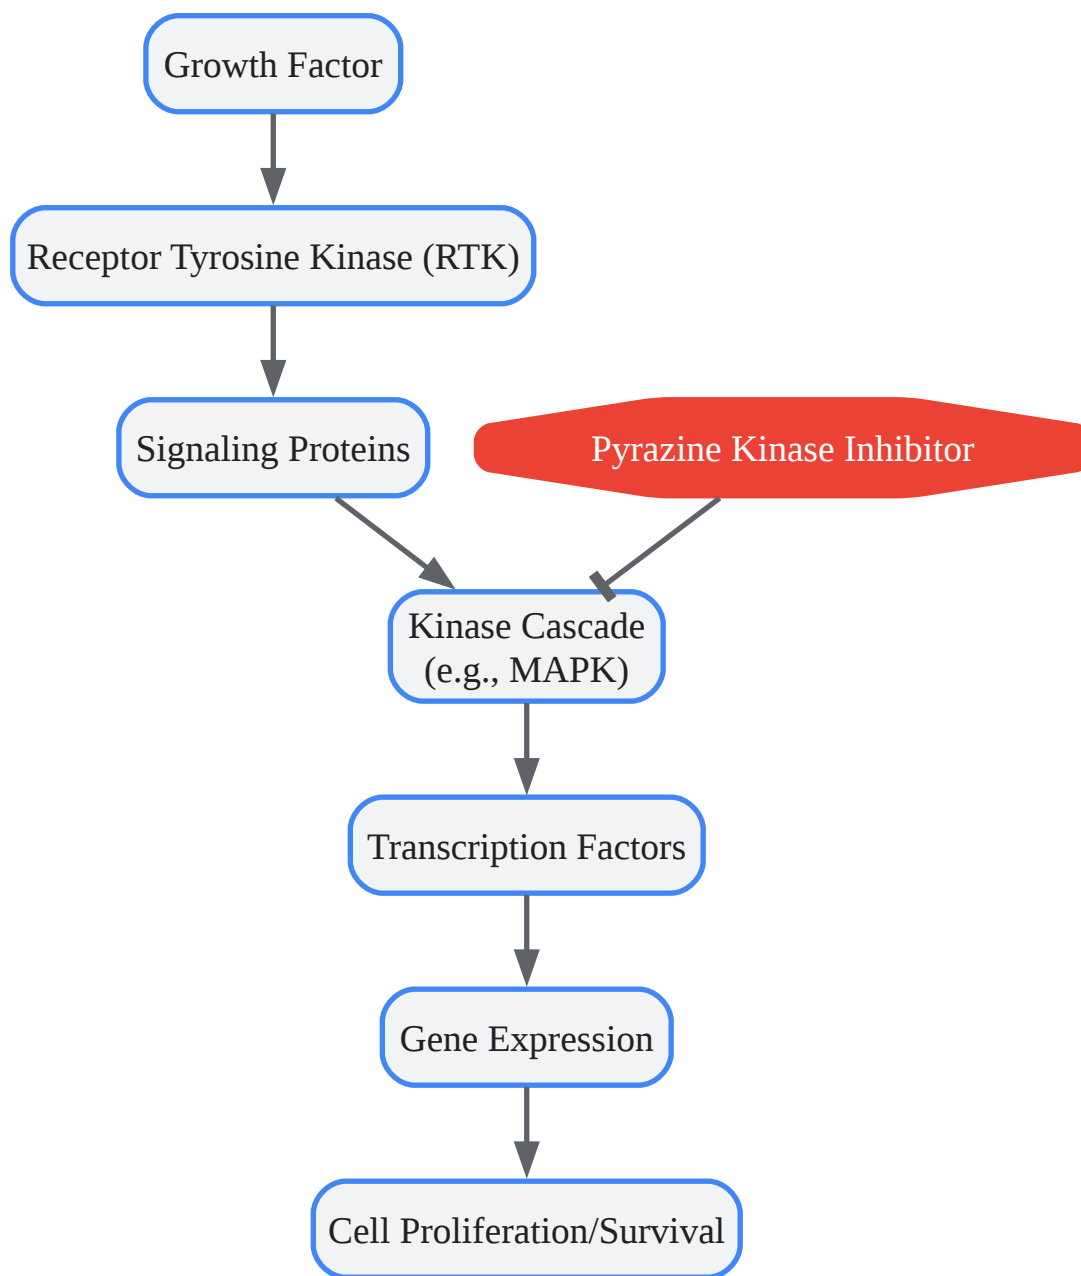 Growth Factor
Receptor Tyrosine Kinase (RTK)
Signaling Proteins
Pyrazine Kinase Inhibitor
Kinase Cascade
(e.g., MAPK)
Transcription Factors
Gene Expression
Cell Proliferation/Survival